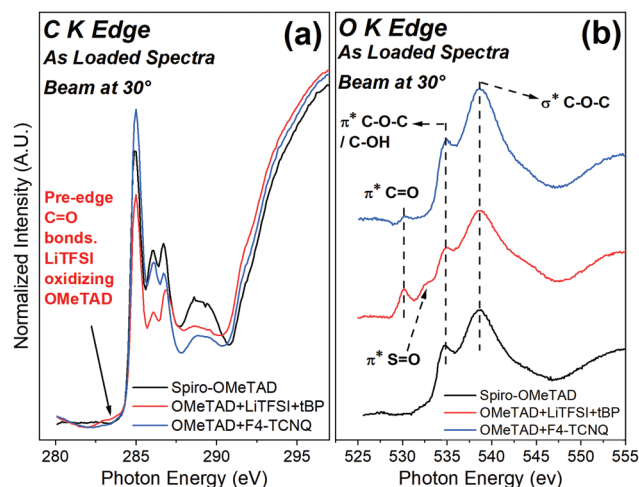 C K Edge
(a)
As Loaded Spectra
Beam at 30°
Pre-edge
C=O
bonds.
LiTFSI
oxidizing
OMeTAD
Spiro-OMeTAD
OMeTAD+LiTFSI+tBP
OMeTAD+F4-TCNQ
280
285
290
295
Photon Energy (eV)
Normalized Intensity (A.U.)
O K Edge
(b)
As Loaded Spectra
Beam at 30°
σ* C-O-C
π* C-O-C
/ C-OH
π* C=O
π* S=O
Spiro-OMeTAD
OMeTAD+LiTFSI+tBP
OMeTAD+F4-TCNQ
525
530
535
540
545
550
555
Photon Energy (ev)